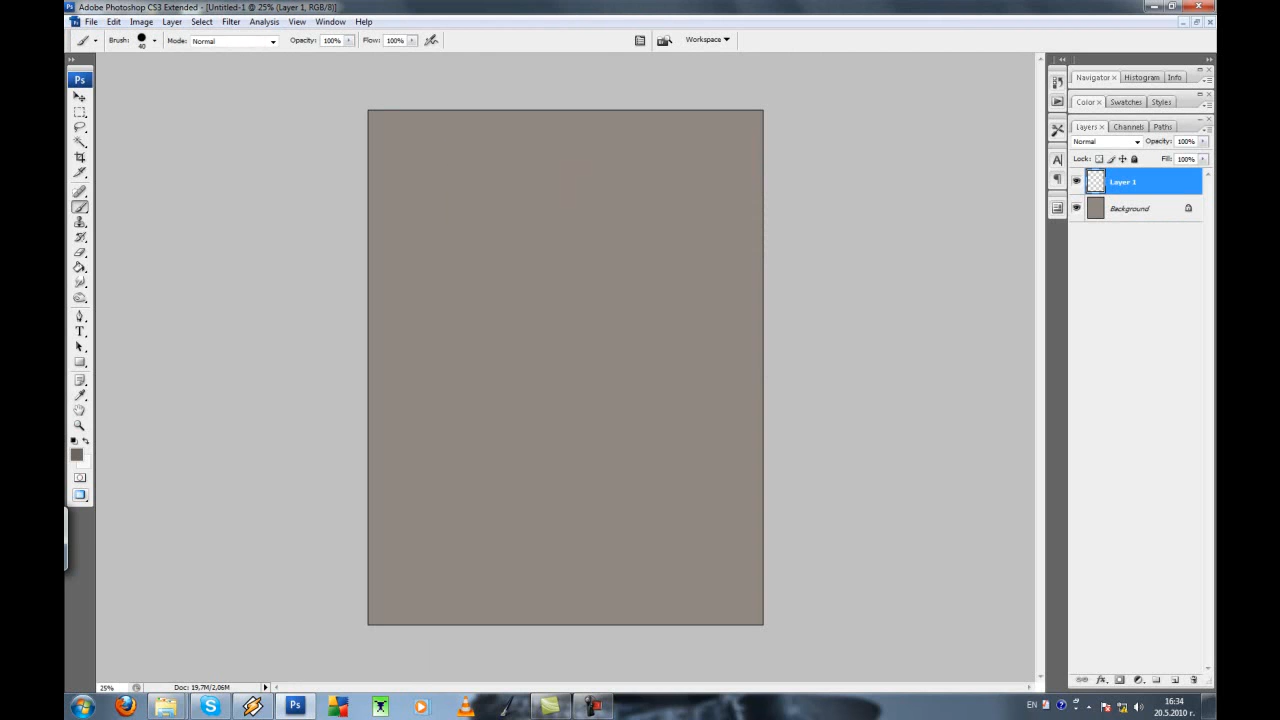 Adobe Photoshop CS3 Extended - [Untitled-1 @ 25% (Layer 1, RGB/8)]
File Edit Image Layer Select Filter Analysis View Window Help
Brush: 40 Mode: Normal Opacity: 100% Flow: 100% Workspace
Ps
Navigator x Histogram Info
Color x Swatches Styles
Layers x Channels Paths
Normal Opacity: 100%
Lock: Fill: 100%
Layer 1
Background
T
A
25% Doc: 19,7M/2,06M
Ps
EN
16:34
20.5.2010 г.